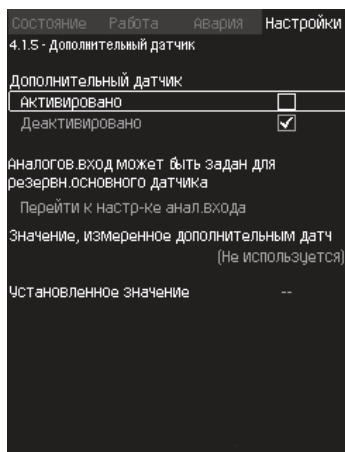 Состояние Работа Авария Настройки
4.1.5 - Дополнительный датчик
Дополнительный датчик
Активировано
Деактивировано
Аналогов.вход может быть задан для
резервн.основного датчика
Перейти к настр-ке анал.входа
Значение, измеренное дополнительным датч
(Не используется)
Установленное значение --